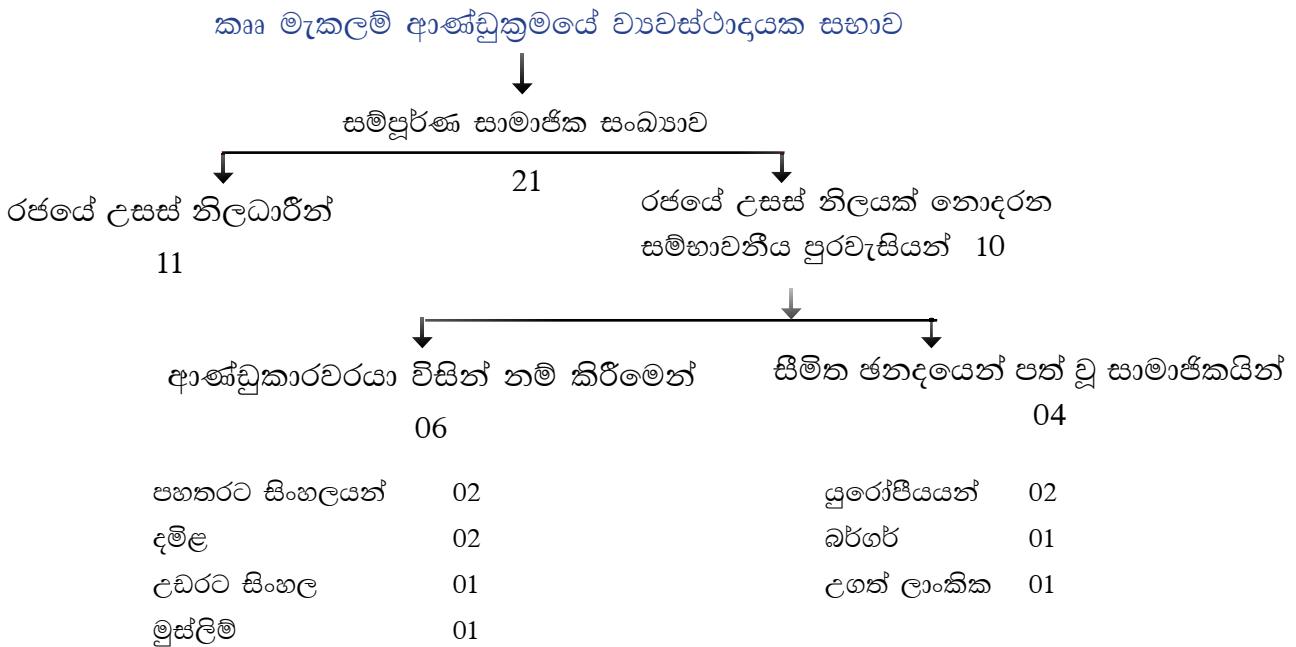 කෲ මැකලම් ආණ්ඩුක්‍රමයේ ව්‍යවස්ථාදායක සභාව
සම්පූර්ණ සාමාජික සංඛ්‍යාව
21
රජයේ උසස් නිලධාරීන්
11
රජයේ උසස් නිලයක් නොදරන
සම්භාවනීය පුරවැසියන් 10
ආණ්ඩුකාරවරයා විසින් නම් කිරීමෙන්
06
සීමිත ඡනදයෙන් පත් වූ සාමාජිකයින්
04
පහතරට සිංහලයන් 02
දමිළ 02
උඩරට සිංහල 01
මුස්ලිම් 01
යුරෝපීයයන් 02
බර්ගර් 01
උගත් ලාංකික 01